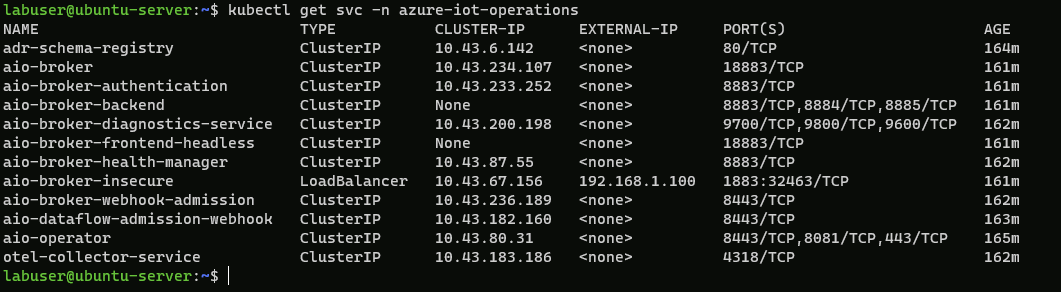 labuser@ubuntu-server:~$ kubectl get svc -n azure-iot-operations
NAME TYPE CLUSTER-IP EXTERNAL-IP PORT(S) AGE
adr-schema-registry ClusterIP 10.43.6.142 <none> 80/TCP 164m
aio-broker ClusterIP 10.43.234.107 <none> 18883/TCP 161m
aio-broker-authentication ClusterIP 10.43.233.252 <none> 8883/TCP 161m
aio-broker-backend ClusterIP None <none> 8883/TCP,8884/TCP,8885/TCP 161m
aio-broker-diagnostics-service ClusterIP 10.43.200.198 <none> 9700/TCP,9800/TCP,9600/TCP 162m
aio-broker-frontend-headless ClusterIP None <none> 18883/TCP 161m
aio-broker-health-manager ClusterIP 10.43.87.55 <none> 8883/TCP 162m
aio-broker-insecure LoadBalancer 10.43.67.156 192.168.1.100 1883:32463/TCP 161m
aio-broker-webhook-admission ClusterIP 10.43.236.189 <none> 8443/TCP 162m
aio-dataflow-admission-webhook ClusterIP 10.43.182.160 <none> 8443/TCP 163m
aio-operator ClusterIP 10.43.80.31 <none> 8443/TCP,8081/TCP,443/TCP 165m
otel-collector-service ClusterIP 10.43.183.186 <none> 4318/TCP 162m
labuser@ubuntu-server:~$